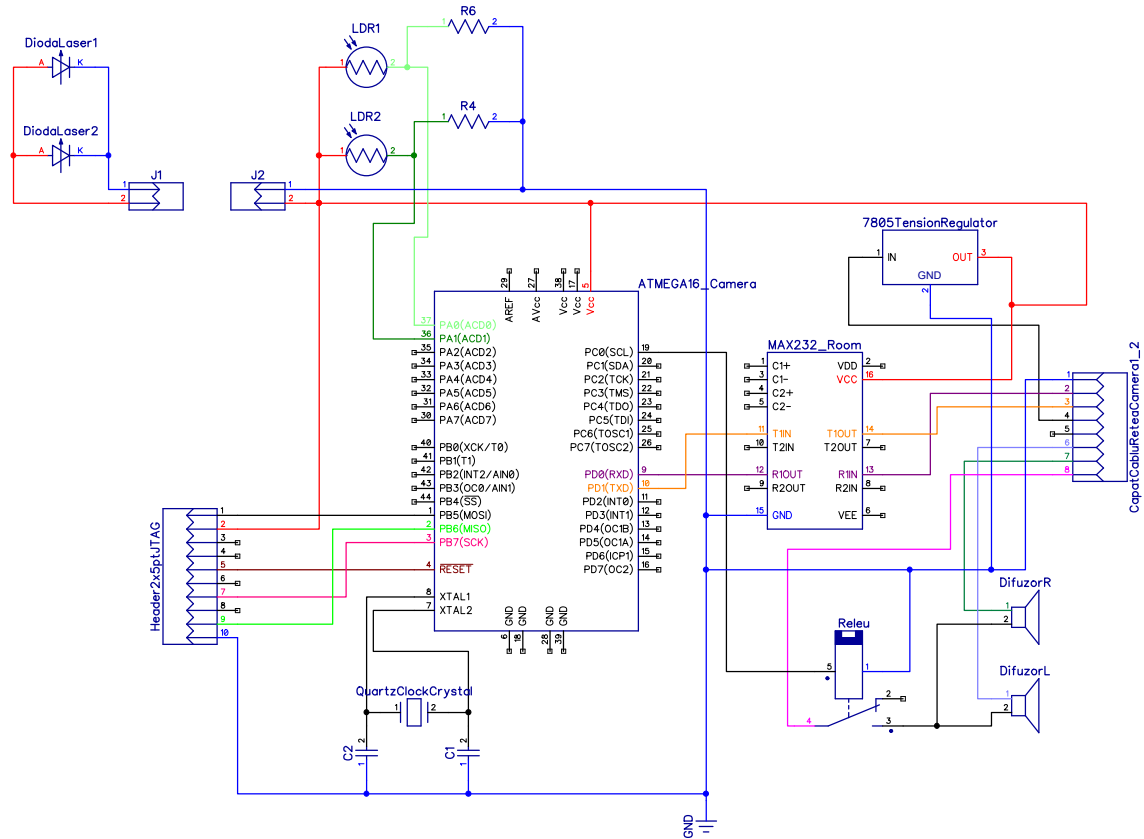 R6
1
2
LDR1
1
2
DiodaLaser1
A
K
R4
1
2
LDR2
1
2
DiodaLaser2
A
K
J1
1
2
J2
1
2
7805TensionRegulator
1
IN
OUT
3
GND
2
ATMEGA16_Camera
29
27
38
17
5
AREF
AVcc
Vcc
Vcc
Vcc
37 PA0(ACD0)
36 PA1(ACD1)
35 PA2(ACD2)
34 PA3(ACD3)
33 PA4(ACD4)
32 PA5(ACD5)
31 PA6(ACD6)
30 PA7(ACD7)
40 PB0(XCK/T0)
41 PB1(T1)
42 PB2(INT2/AIN0)
43 PB3(OC0/AIN1)
44 PB4(SS)
1 PB5(MOSI)
2 PB6(MISO)
3 PB7(SCK)
4 RESET
8 XTAL1
7 XTAL2
PC0(SCL) 19
PC1(SDA) 20
PC2(TCK) 21
PC3(TMS) 22
PC4(TDO) 23
PC5(TDI) 24
PC6(TOSC1) 25
PC7(TOSC2) 26
PD0(RXD) 9
PD1(TXD) 10
PD2(INT0) 11
PD3(INT1) 12
PD4(OC1B) 13
PD5(OC1A) 14
PD6(ICP1) 15
PD7(OC2) 16
GND
GND
GND
GND
6
18
28
39
MAX232_Room
1 C1+ VDD 2
3 C1- VCC 16
4 C2+
5 C2-
11 T1IN T1OUT 14
10 T2IN T2OUT 7
12 R1OUT R1IN 13
9 R2OUT R2IN 8
15 GND VEE 6
CapatCabluReteaCamera1_2
1
2
3
4
5
6
7
8
Header2x5ptJTAG
1
2
3
4
5
6
7
8
9
10
QuartzClockCrystal
1
2
C2
2
1
C1
2
1
Releu
5
1
2
4
3
DifuzorR
1
2
DifuzorL
1
2
GND